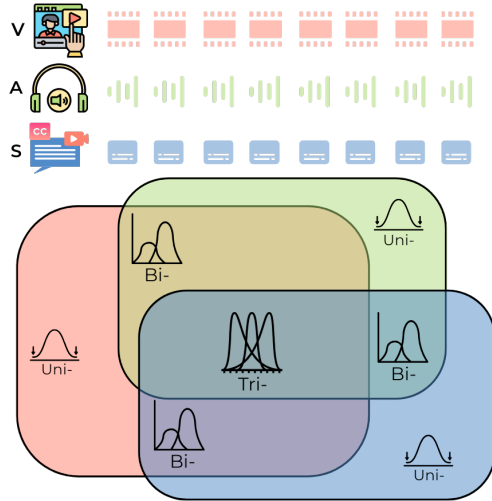 V
A
CC
S
Uni-
Bi-
Uni-
Tri-
Bi-
Bi-
Uni-